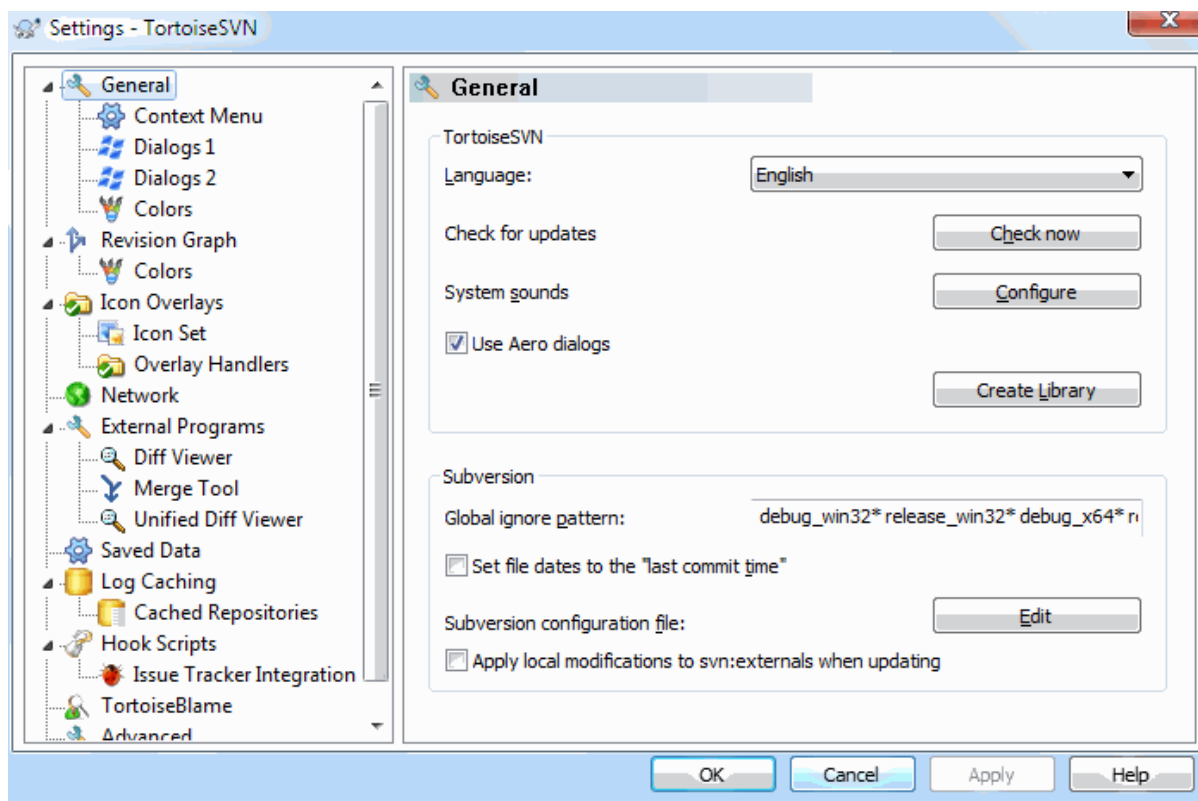 Settings - TortoiseSVN
X
General
Context Menu
Dialogs 1
Dialogs 2
Colors
Revision Graph
Colors
Icon Overlays
Icon Set
Overlay Handlers
Network
External Programs
Diff Viewer
Merge Tool
Unified Diff Viewer
Saved Data
Log Caching
Cached Repositories
Hook Scripts
Issue Tracker Integration
TortoiseBlame
Advanced
General
TortoiseSVN
Language: English
Check for updates Check now
System sounds Configure
Use Aero dialogs
Create Library
Subversion
Global ignore pattern: debug_win32* release_win32* debug_x64*
Set file dates to the "last commit time"
Subversion configuration file: Edit
Apply local modifications to svn:externals when updating
OK Cancel Apply Help